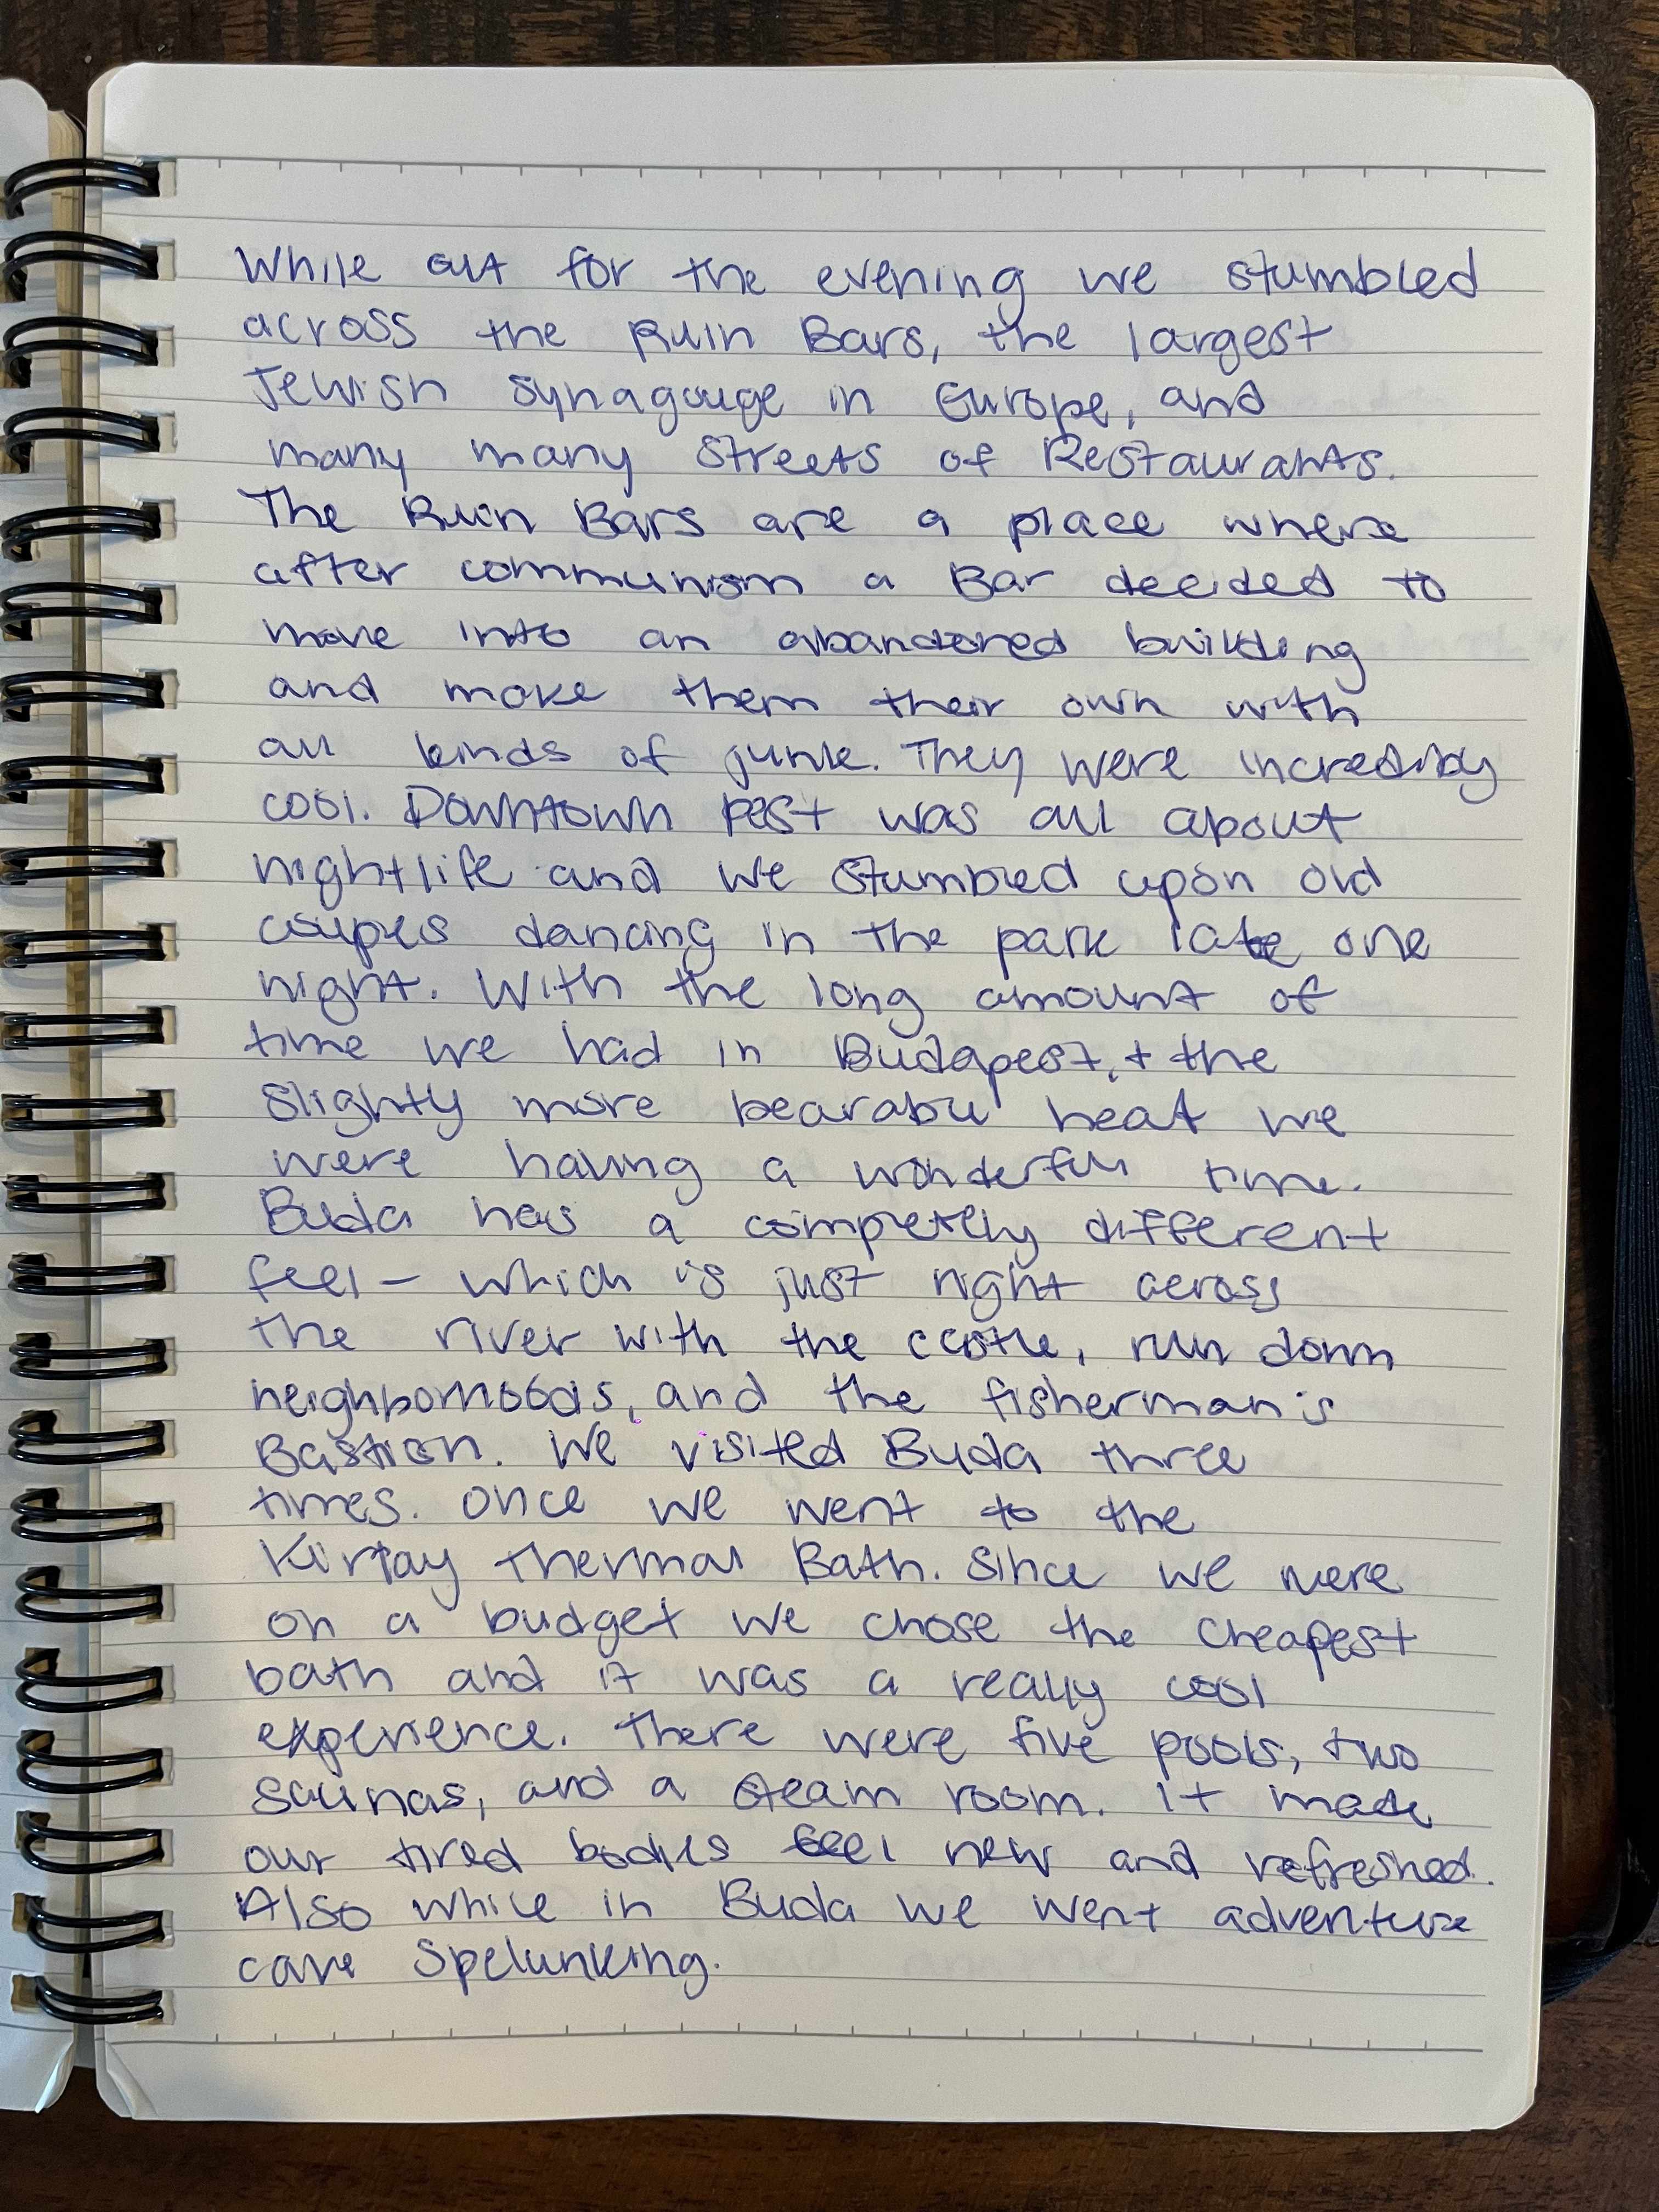 While out for the evening we stumbled
across the Ruin Bars, the largest
Jewish synagouge in Europe, and
many many streets of Restaurants.
The Ruin Bars are a place where
after communism a Bar decided to
move into an abandoned building
and make them their own with
all kinds of junk. They were incredibly
cool. Downtown Pest was all about
nightlife and we stumbled upon old
couples dancing in the park late one
night. With the long amount of
time we had in Budapest, + the
slightly more bearable heat we
were having a wonderful time.
Buda has a completely different
feel - which is just right across
the river with the castle, run down
neighborhoods, and the fisherman's
Bastion. We visited Buda three
times. Once we went to the
Thermal Bath. Since we were
on a budget we chose the cheapest
bath and it was a really cool
experience. There were five pools, two
saunas, and a steam room. It made
our tired bodies feel new and refreshed.
Also while in Buda we went adventure
cave Spelunking.